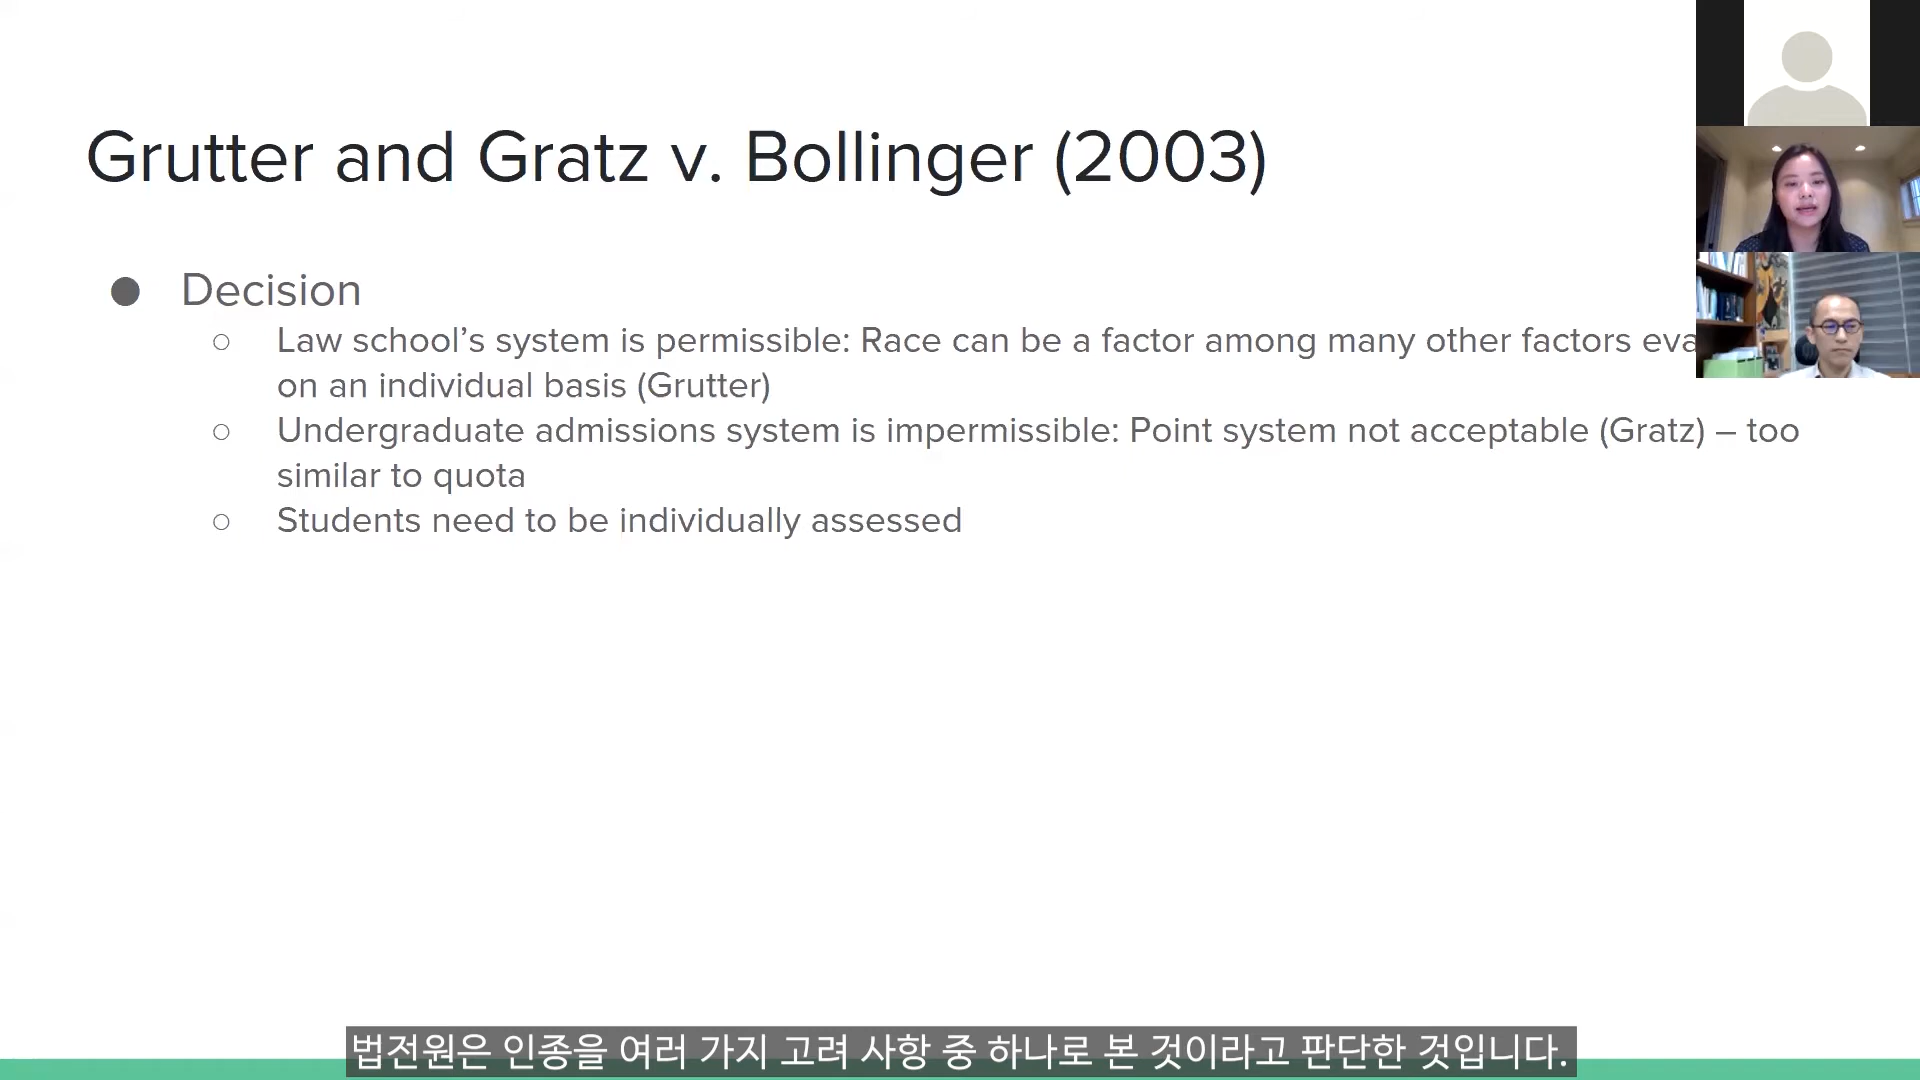 Grutter and Gratz v. Bollinger (2003)
● Decision
○ Law school’s system is permissible: Race can be a factor among many other factors
on an individual basis (Grutter)
○ Undergraduate admissions system is impermissible: Point system not acceptable (Gratz) – too
similar to quota
○ Students need to be individually assessed
법전원은 인종을 여러 가지 고려 사항 중 하나로 본 것이라고 판단한 것입니다.